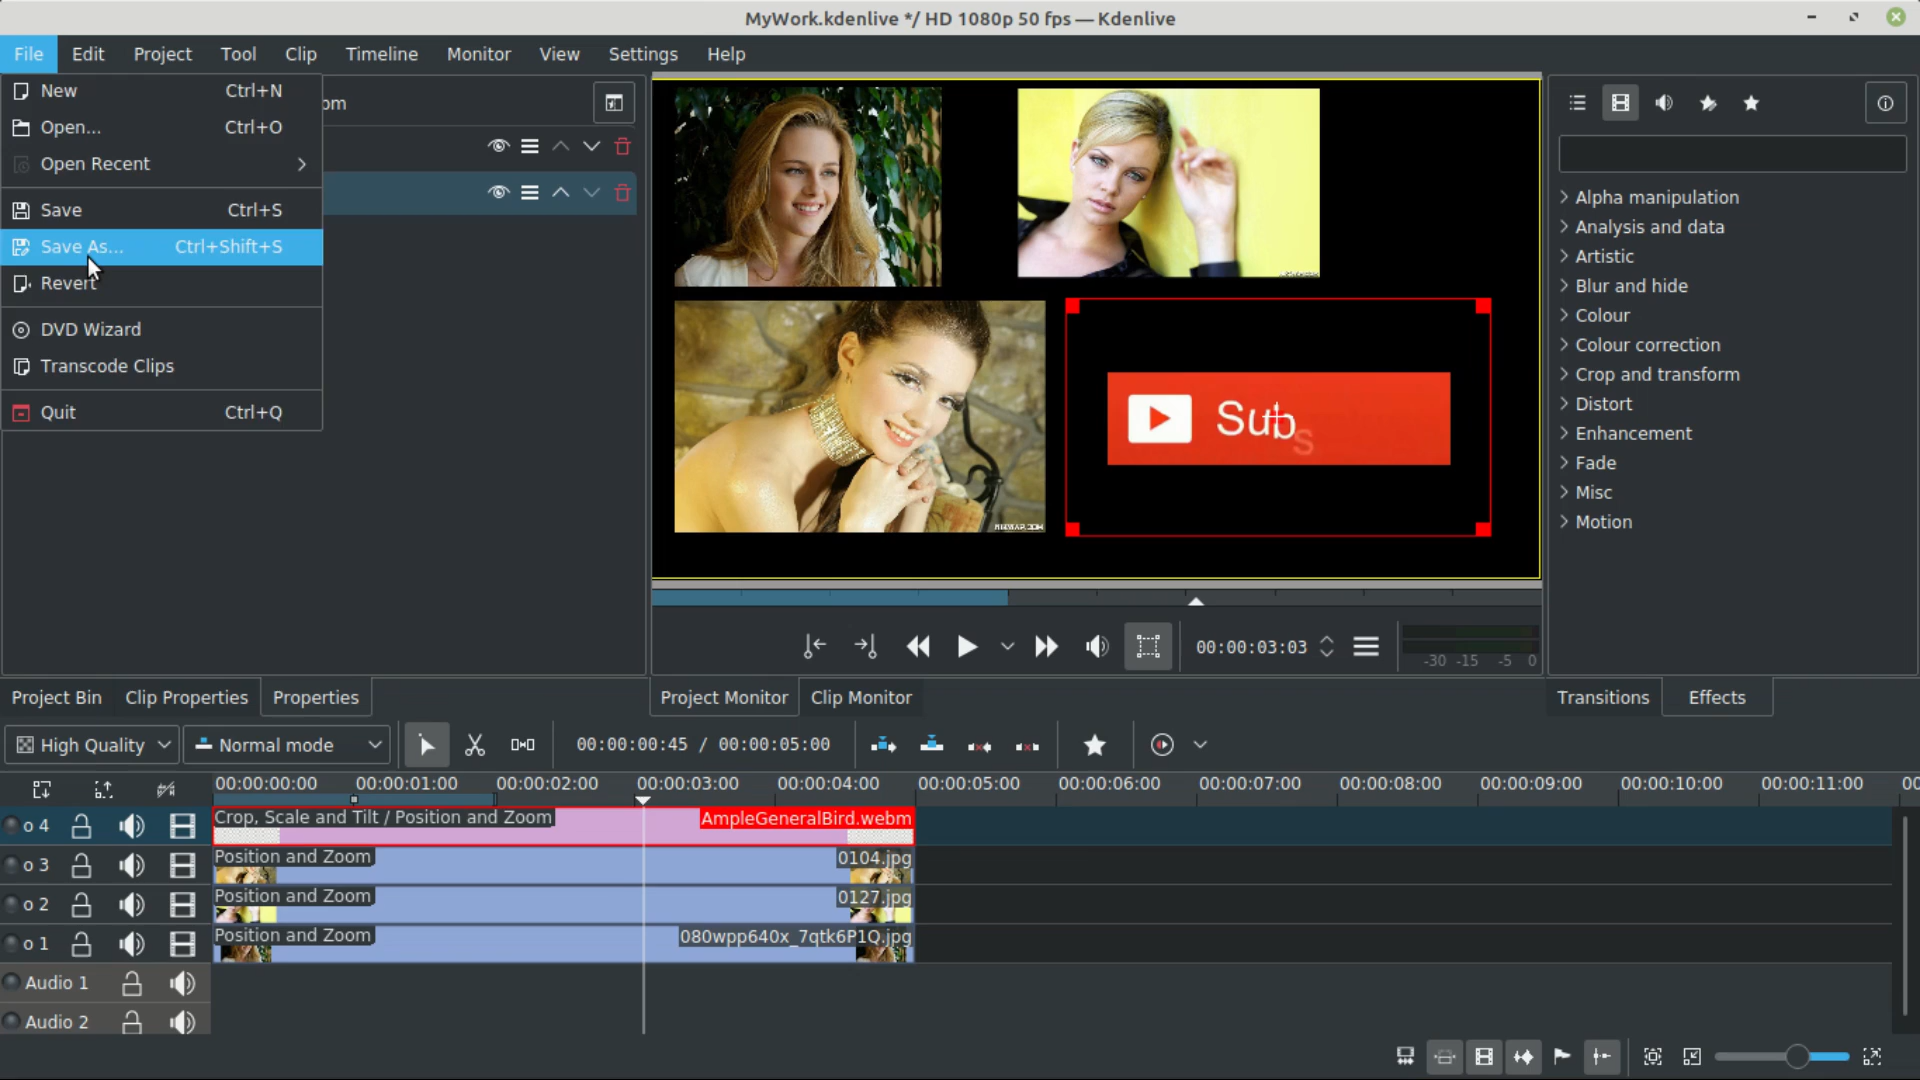 MyWork.kdenlive */ HD 1080p 50 fps — Kdenlive
File Edit Project Tool Clip Timeline Monitor View Settings Help
New Ctrl+N
Open... Ctrl+O
Open Recent
Save Ctrl+S
Save As... Ctrl+Shift+S
Revert
DVD Wizard
Transcode Clips
Quit Ctrl+Q
Sub
s
Alpha manipulation
Analysis and data
Artistic
Blur and hide
Colour
Colour correction
Crop and transform
Distort
Enhancement
Fade
Misc
Motion
00:00:03:03
-30 -15 -5 0
Project Bin Clip Properties Properties
Project Monitor Clip Monitor
Transitions Effects
High Quality Normal mode 00:00:00:45 / 00:00:05:00
00:00:00:00 00:00:01:00 00:00:02:00 00:00:03:00 00:00:04:00 00:00:05:00 00:00:06:00 00:00:07:00 00:00:08:00 00:00:09:00 00:00:10:00 00:00:11:00 00
o 4 Crop, Scale and Tilt / Position and Zoom AmpleGeneralBird.webm
o 3 Position and Zoom 0104.jpg
o 2 Position and Zoom 0127.jpg
o 1 Position and Zoom 080wpp640x_7qtk6P1Q.jpg
Audio 1
Audio 2